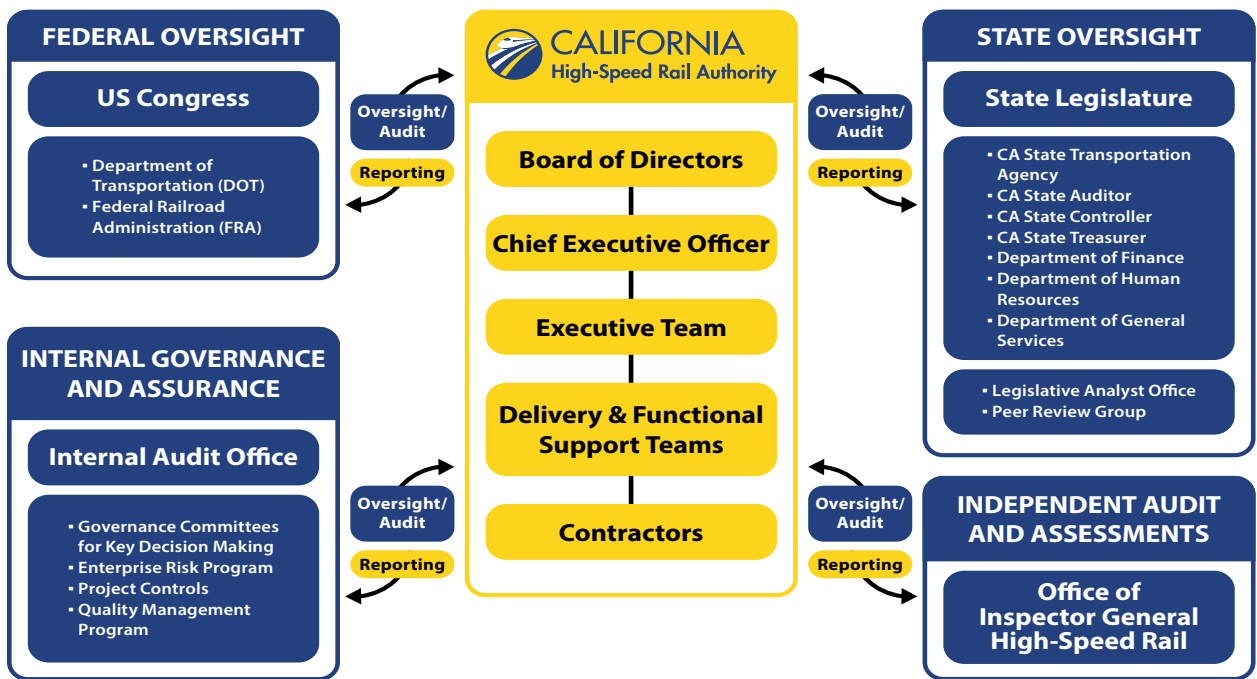 FEDERAL OVERSIGHT
US Congress
▪ Department of
Transportation (DOT)
▪ Federal Railroad
Administration (FRA)
Oversight/
Audit
Reporting
INTERNAL GOVERNANCE
AND ASSURANCE
Internal Audit Office
▪ Governance Committees
for Key Decision Making
▪ Enterprise Risk Program
▪ Project Controls
▪ Quality Management
Program
Oversight/
Audit
Reporting
CALIFORNIA
High-Speed Rail Authority
Board of Directors
Chief Executive Officer
Executive Team
Delivery & Functional
Support Teams
Contractors
Oversight/
Audit
Reporting
STATE OVERSIGHT
State Legislature
▪ CA State Transportation
Agency
▪ CA State Auditor
▪ CA State Controller
▪ CA State Treasurer
▪ Department of Finance
▪ Department of Human
Resources
▪ Department of General
Services
▪ Legislative Analyst Office
▪ Peer Review Group
Oversight/
Audit
Reporting
INDEPENDENT AUDIT
AND ASSESSMENTS
Office of
Inspector General
High-Speed Rail